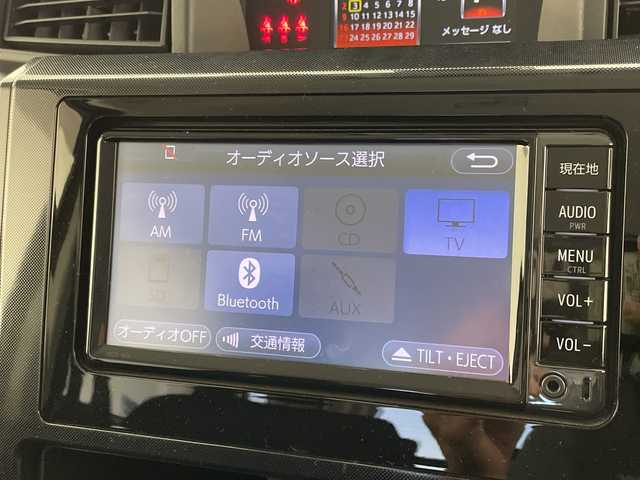 メッセージ なし
オーディオソース選択
現在地
AM
FM
CD
TV
AUDIO
PWR
MENU
CTRL
SD
Bluetooth
AUX
VOL+
オーディオOFF
交通情報
TILT・EJECT
VOL-